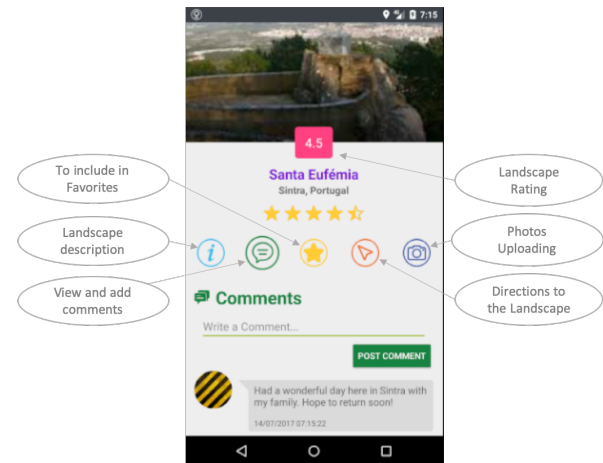 7:15
4.5
To include in
Favorites
Landscape
Rating
Santa Eufémia
Sintra, Portugal
Landscape
description
Photos
Uploading
i
View and add
comments
Directions to
the Landscape
Comments
Write a Comment...
POST COMMENT
Had a wonderful day here in Sintra with
my family. Hope to return soon!
14/07/2017 07:15:22